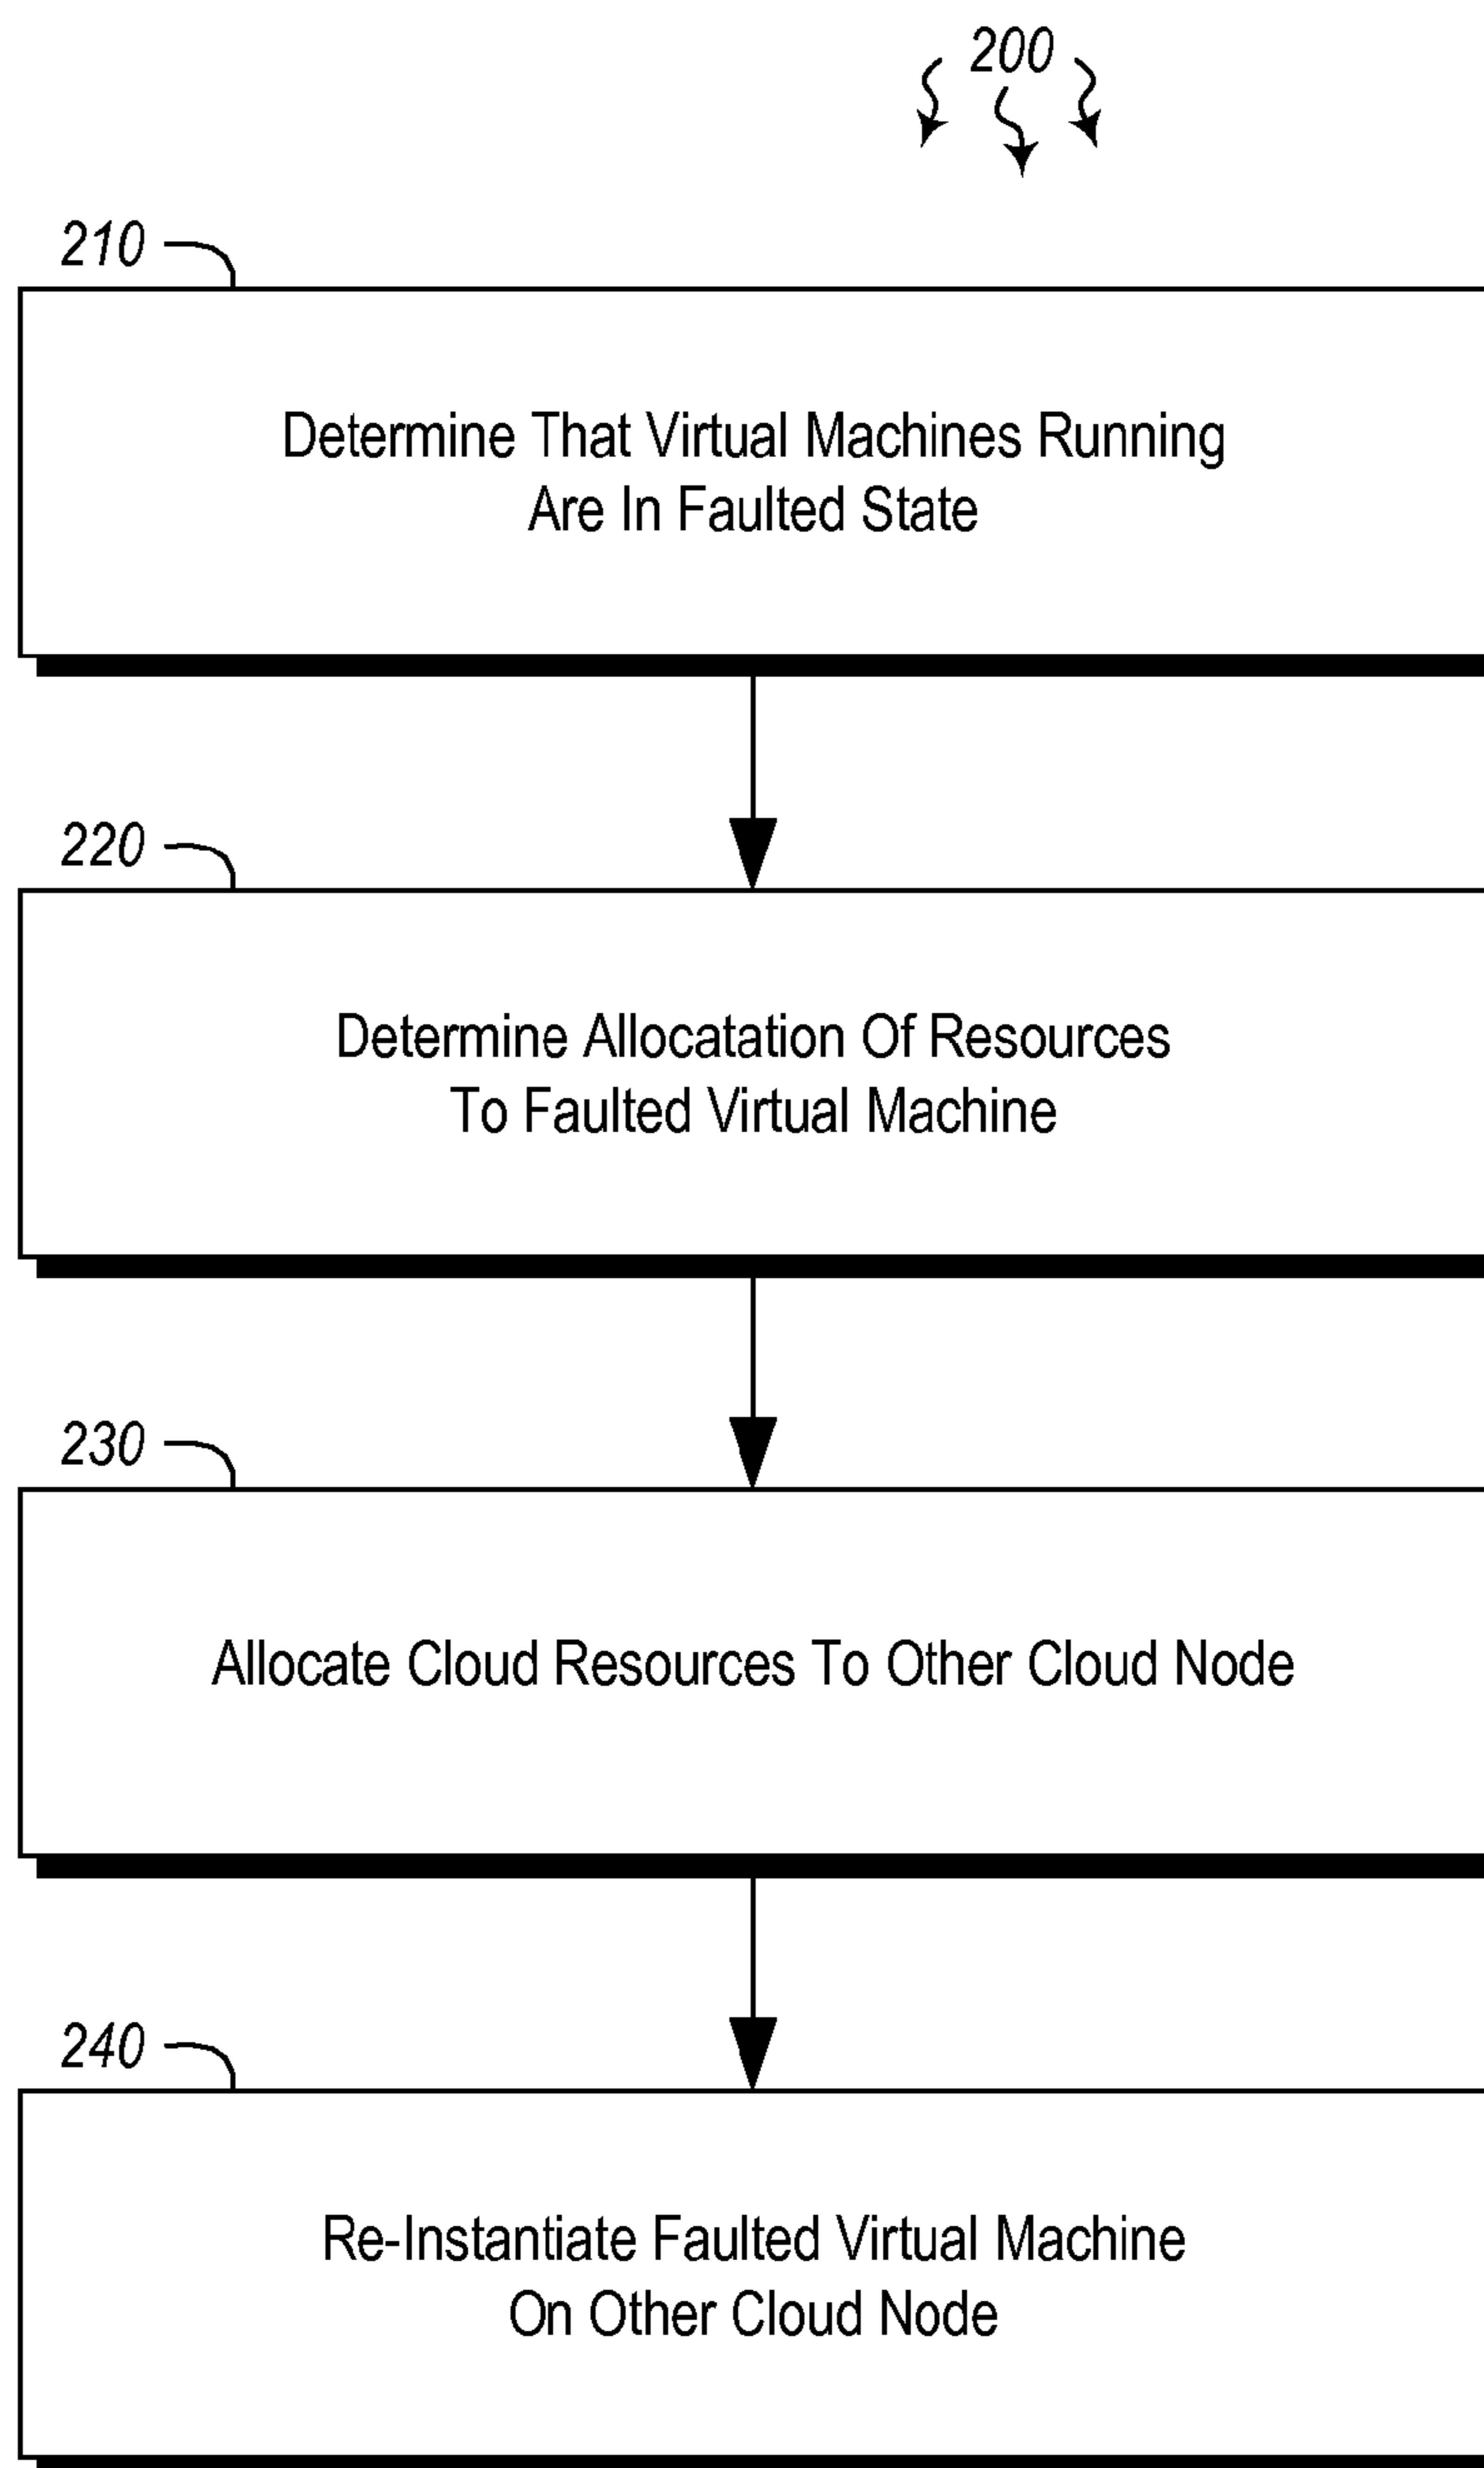 200
210
Determine That Virtual Machines Running
Are In Faulted State
220
Determine Allocatation Of Resources
To Faulted Virtual Machine
230
Allocate Cloud Resources To Other Cloud Node
240
Re-Instantiate Faulted Virtual Machine
On Other Cloud Node